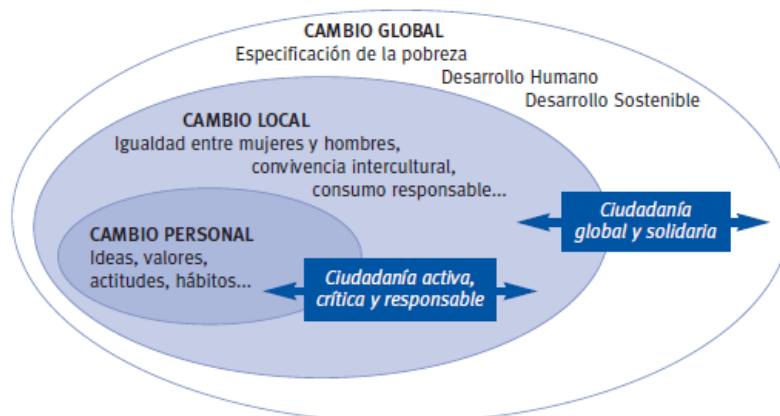 CAMBIO GLOBAL
Especificación de la pobreza
Desarrollo Humano
Desarrollo Sostenible
CAMBIO LOCAL
Igualdad entre mujeres y hombres,
convivencia intercultural,
consumo responsable...
CAMBIO PERSONAL
Ideas, valores,
actitudes, hábitos...
Ciudadanía
global y solidaria
Ciudadanía activa,
crítica y responsable